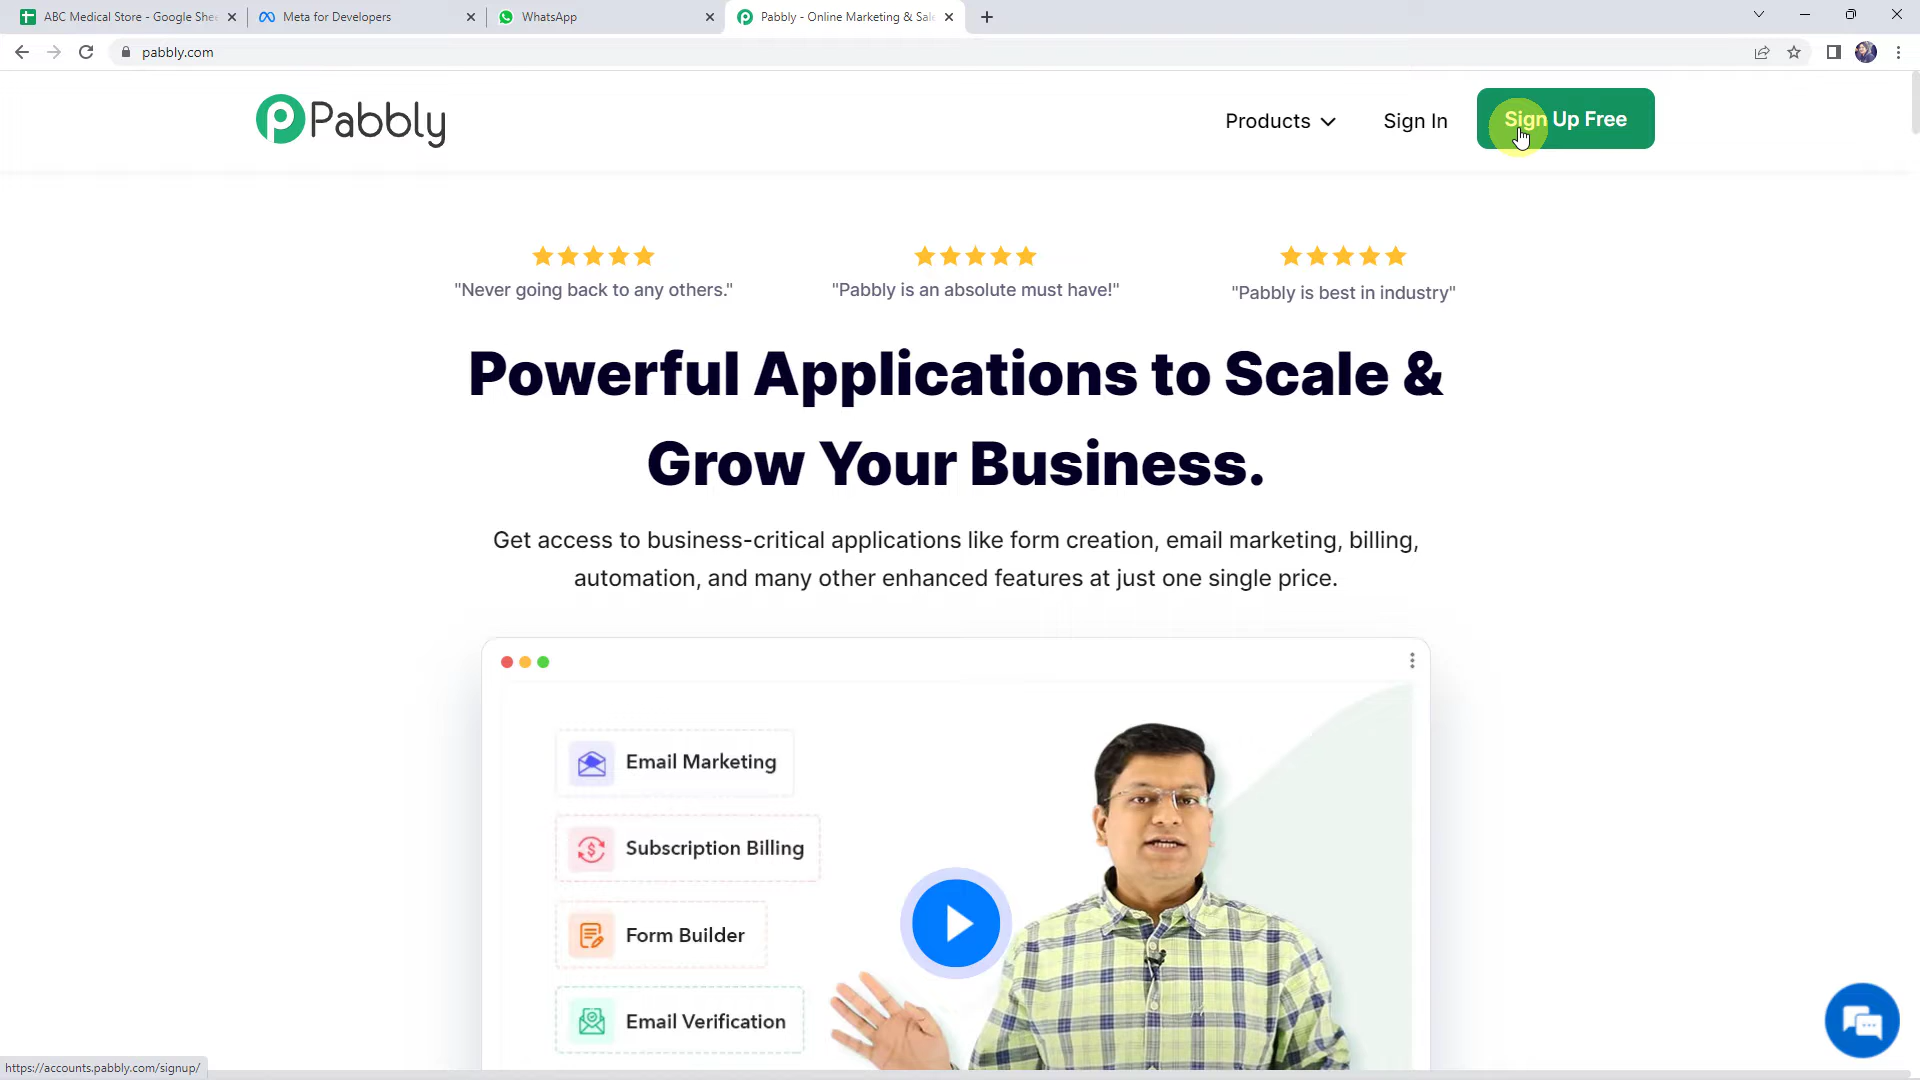 ABC Medical Store - Google She
Meta for Developers
WhatsApp
Pabbly - Online Marketing & Sal
pabbly.com
Pabbly
Products
Sign In
Sign Up Free
"Never going back to any others."
"Pabbly is an absolute must have!"
"Pabbly is best in industry"
Powerful Applications to Scale &
Grow Your Business.
Get access to business-critical applications like form creation, email marketing, billing,
automation, and many other enhanced features at just one single price.
Email Marketing
Subscription Billing
Form Builder
Email Verification
https://accounts.pabbly.com/signup/